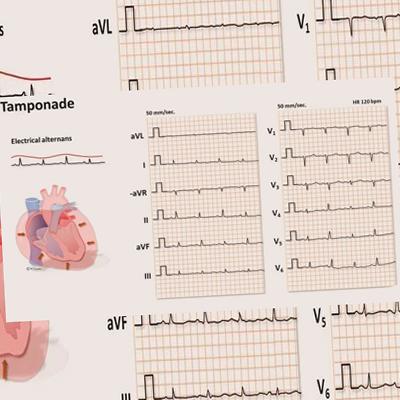 s
aVL
V1
Tamponade
Electrical alternans
50 mm/sec.
50 mm/sec.
HR 120 bpm
aVL
I
-aVR
II
aVF
III
V1
V2
V3
V4
V5
V6
aVF
V5
III
V6